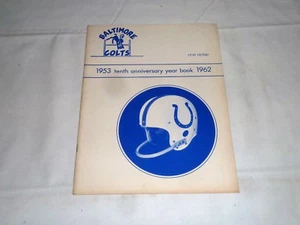 BALTIMORE
COLTS
1953 tenth anniversary year book 1962